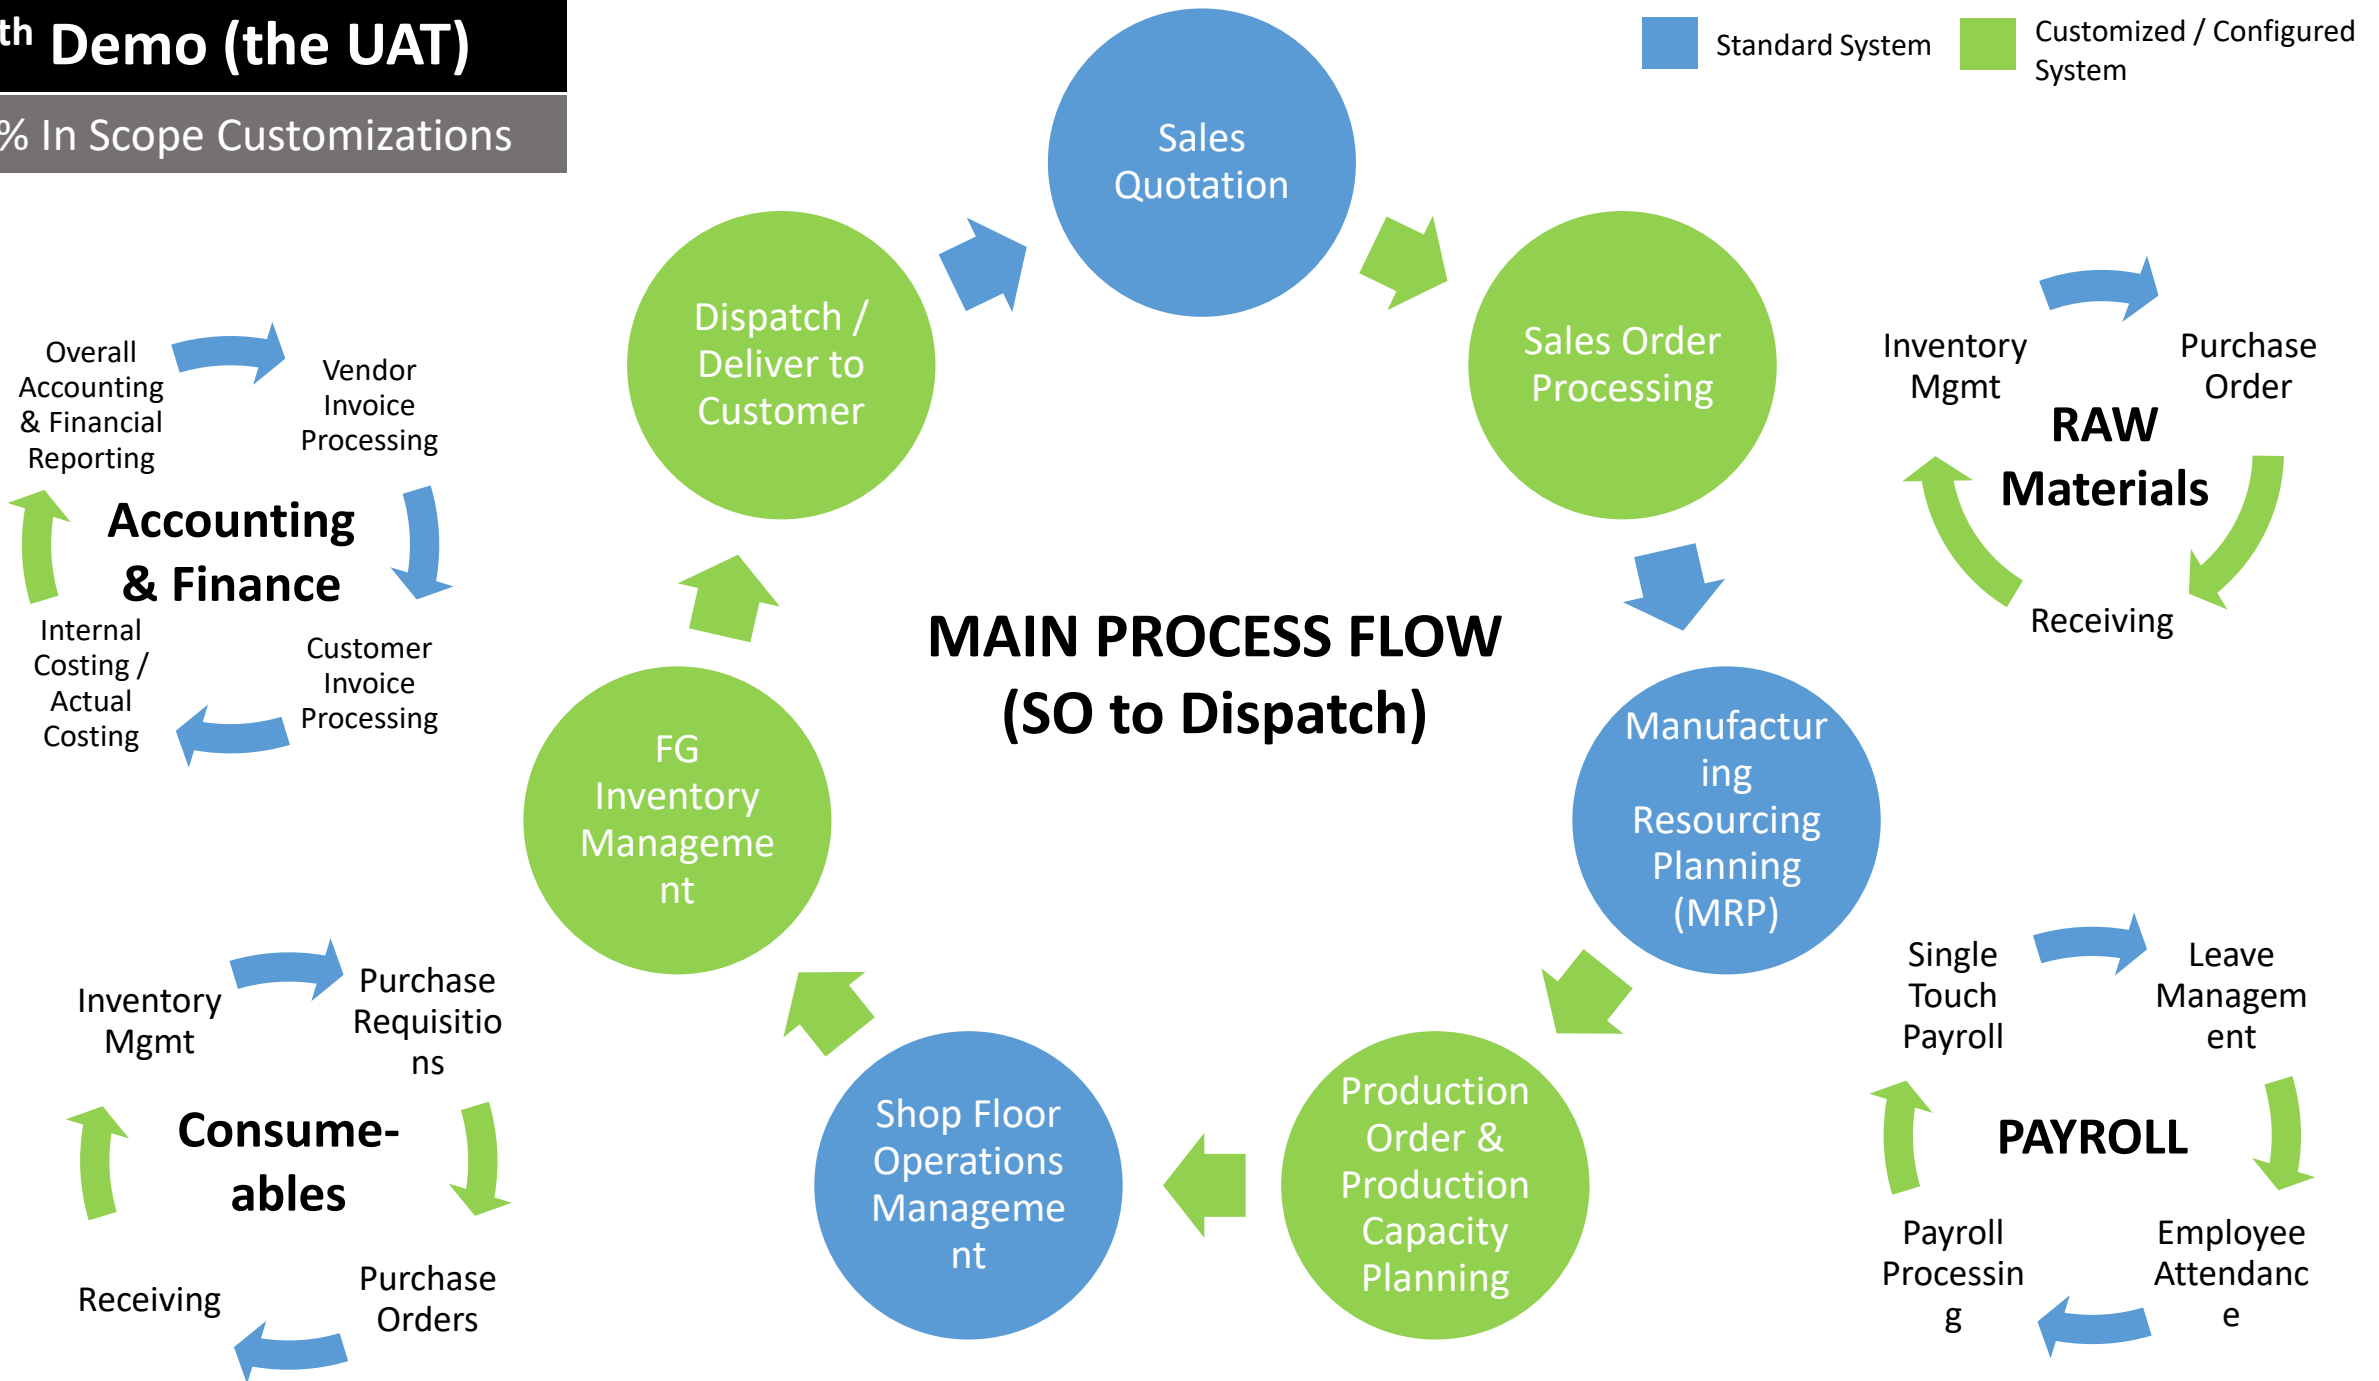 th Demo (the UAT)
% In Scope Customizations
Standard System
Customized / Configured
System
Sales
Quotation
Sales Order
Processing
Manufactur
ing
Resourcing
Planning
(MRP)
Production
Order &
Production
Capacity
Planning
Shop Floor
Operations
Manageme
nt
FG
Inventory
Manageme
nt
Dispatch /
Deliver to
Customer
MAIN PROCESS FLOW
(SO to Dispatch)
Overall
Accounting
& Financial
Reporting
Vendor
Invoice
Processing
Accounting
& Finance
Internal
Costing /
Actual
Costing
Customer
Invoice
Processing
Inventory
Mgmt
Purchase
Order
RAW
Materials
Receiving
Inventory
Mgmt
Purchase
Requisitio
ns
Consume-
ables
Receiving
Purchase
Orders
Single
Touch
Payroll
Leave
Managem
ent
PAYROLL
Payroll
Processin
g
Employee
Attendanc
e